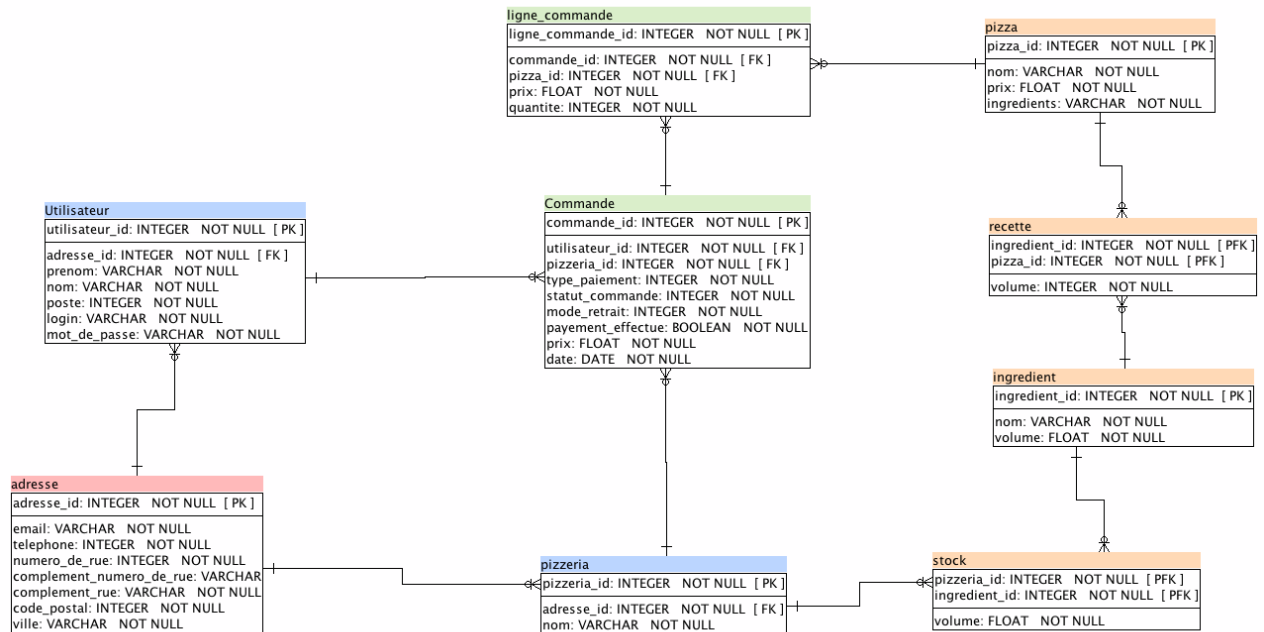 ligne_commande
ligne_commande_id: INTEGER NOT NULL [ PK ]
commande_id: INTEGER NOT NULL [ FK ]
pizza_id: INTEGER NOT NULL [ FK ]
prix: FLOAT NOT NULL
quantite: INTEGER NOT NULL
pizza
pizza_id: INTEGER NOT NULL [ PK ]
nom: VARCHAR NOT NULL
prix: FLOAT NOT NULL
ingredients: VARCHAR NOT NULL
Utilisateur
utilisateur_id: INTEGER NOT NULL [ PK ]
adresse_id: INTEGER NOT NULL [ FK ]
prenom: VARCHAR NOT NULL
nom: VARCHAR NOT NULL
poste: INTEGER NOT NULL
login: VARCHAR NOT NULL
mot_de_passe: VARCHAR NOT NULL
Commande
commande_id: INTEGER NOT NULL [ PK ]
utilisateur_id: INTEGER NOT NULL [ FK ]
pizzeria_id: INTEGER NOT NULL [ FK ]
type_paiement: INTEGER NOT NULL
statut_commande: INTEGER NOT NULL
mode_retrait: INTEGER NOT NULL
payement_effectue: BOOLEAN NOT NULL
prix: FLOAT NOT NULL
date: DATE NOT NULL
recette
ingredient_id: INTEGER NOT NULL [ PFK ]
pizza_id: INTEGER NOT NULL [ PFK ]
volume: INTEGER NOT NULL
ingredient
ingredient_id: INTEGER NOT NULL [ PK ]
nom: VARCHAR NOT NULL
volume: FLOAT NOT NULL
adresse
adresse_id: INTEGER NOT NULL [ PK ]
email: VARCHAR NOT NULL
telephone: INTEGER NOT NULL
numero_de_rue: INTEGER NOT NULL
complement_numero_de_rue: VARCHAR
complement_rue: VARCHAR NOT NULL
code_postal: INTEGER NOT NULL
ville: VARCHAR NOT NULL
pizzeria
pizzeria_id: INTEGER NOT NULL [ PK ]
adresse_id: INTEGER NOT NULL [ FK ]
nom: VARCHAR NOT NULL
stock
pizzeria_id: INTEGER NOT NULL [ PFK ]
ingredient_id: INTEGER NOT NULL [ PFK ]
volume: FLOAT NOT NULL